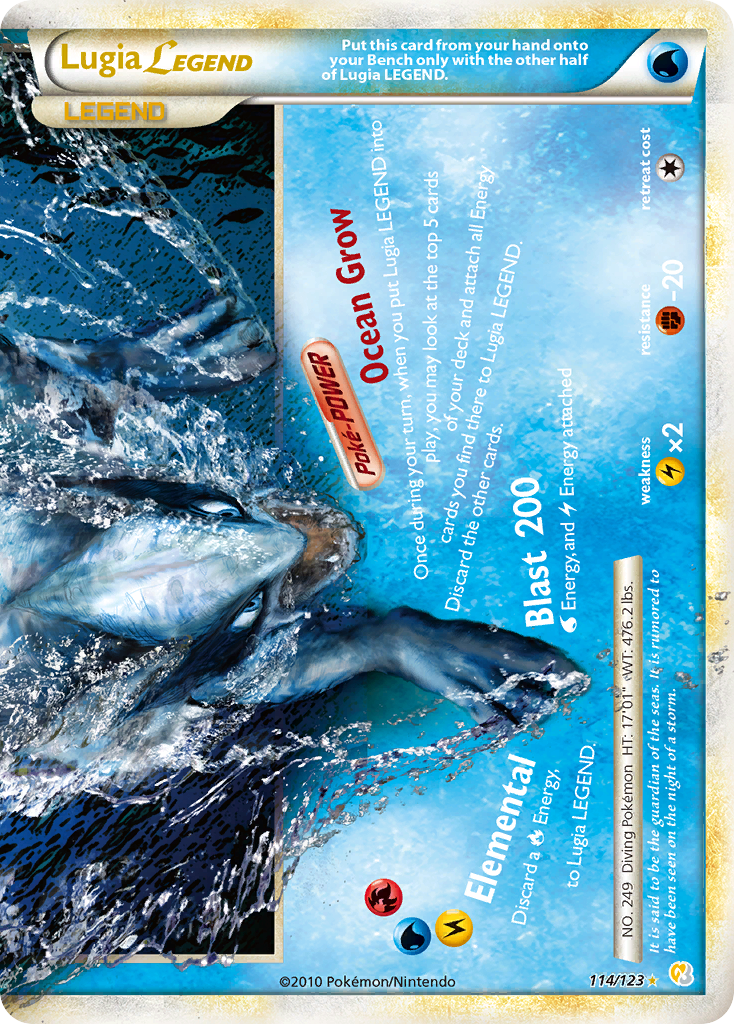 Lugia LEGEND
Put this card from your hand onto
your Bench only with the other half
of Lugia LEGEND.
LEGEND
Poké-POWER
Ocean Grow
Once during your turn, when you put Lugia LEGEND into
play, you may look at the top 5 cards
of your deck and attach all Energy
cards you find there to Lugia LEGEND.
Discard the other cards.
Elemental Blast 200
Discard a Energy, Energy, and Energy attached
to Lugia LEGEND.
weakness
×2
resistance
-20
retreat cost
NO. 249 Diving Pokémon HT: 17'01" WT: 476.2 lbs.
It is said to be the guardian of the seas. It is rumored to
have been seen on the night of a storm.
©2010 Pokémon/Nintendo
114/123